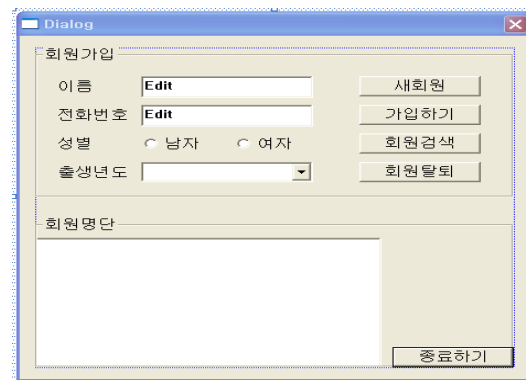 Dialog
회원가입
이름 Edit 새회원
전화번호 Edit 가입하기
성별 남자 여자 회원검색
출생년도 회원탈퇴
회원명단
종료하기